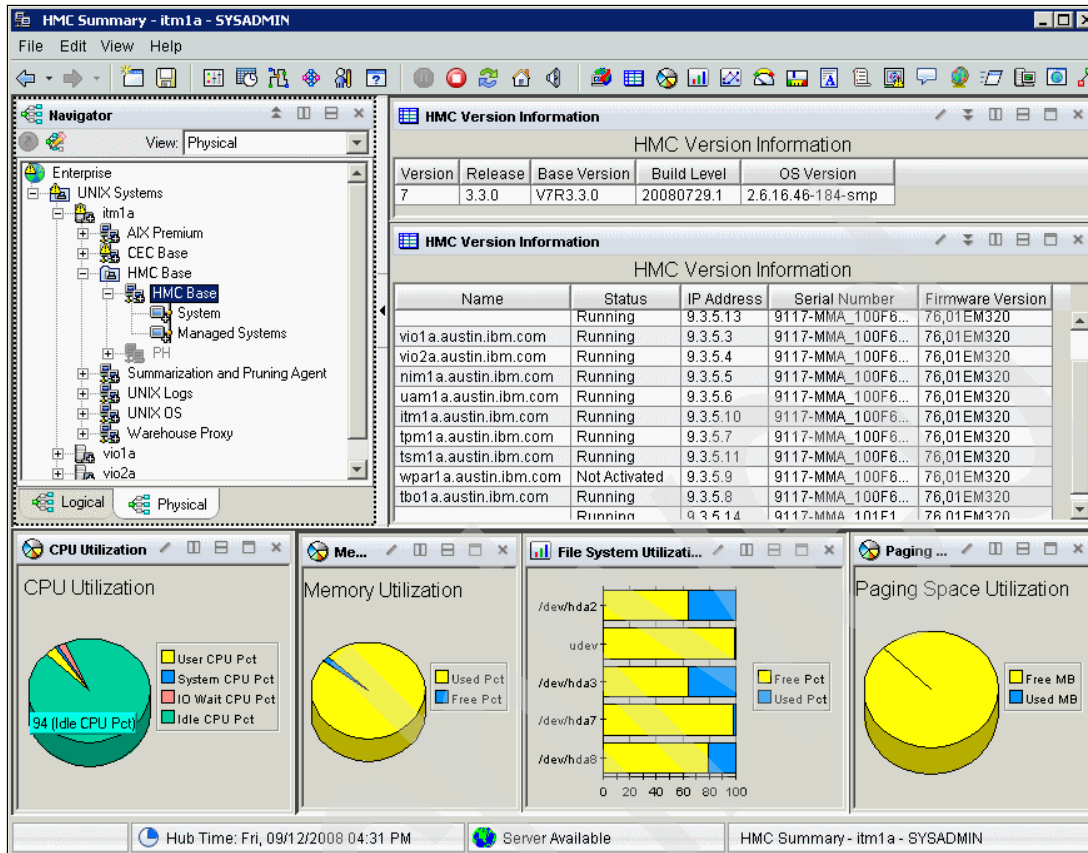 HMC Summary - itm1a - SYSADMIN
File Edit View Help
Navigator
View: Physical
Enterprise
UNIX Systems
itm1a
AIX Premium
CEC Base
HMC Base
HMC Base
System
Managed Systems
PH
Summarization and Pruning Agent
UNIX Logs
UNIX OS
Warehouse Proxy
vio1a
vio2a
Logical Physical
HMC Version Information
HMC Version Information
Version Release Base Version Build Level OS Version
7 3.3.0 V7R3.3.0 20080729.1 2.6.16.46-184-smp
HMC Version Information
HMC Version Information
Name Status IP Address Serial Number Firmware Version
Running 9.3.5.13 9117-MMA_100F6... 76,01EM320
vio1a.austin.ibm.com Running 9.3.5.3 9117-MMA_100F6... 76,01EM320
vio2a.austin.ibm.com Running 9.3.5.4 9117-MMA_100F6... 76,01EM320
nim1a.austin.ibm.com Running 9.3.5.5 9117-MMA_100F6... 76,01EM320
uam1a.austin.ibm.com Running 9.3.5.6 9117-MMA_100F6... 76,01EM320
itm1a.austin.ibm.com Running 9.3.5.10 9117-MMA_100F6... 76,01EM320
tpm1a.austin.ibm.com Running 9.3.5.7 9117-MMA_100F6... 76,01EM320
tsm1a.austin.ibm.com Running 9.3.5.11 9117-MMA_100F6... 76,01EM320
wpar1a.austin.ibm.com Not Activated 9.3.5.9 9117-MMA_100F6... 76,01EM320
tbo1a.austin.ibm.com Running 9.3.5.8 9117-MMA_100F6... 76,01EM320
Running 9.3.5.14 9117-MMA_101F1... 76,01EM320
CPU Utilization
CPU Utilization
94 (Idle CPU Pct)
User CPU Pct
System CPU Pct
IO Wait CPU Pct
Idle CPU Pct
Me...
Memory Utilization
Used Pct
Free Pct
File System Utilizati...
/dev/hda2
udev
/dev/hda3
/dev/hda7
/dev/hda8
0 20 40 60 80 100
Free Pct
Used Pct
Paging ...
Paging Space Utilization
Free MB
Used MB
Hub Time: Fri, 09/12/2008 04:31 PM
Server Available
HMC Summary - itm1a - SYSADMIN